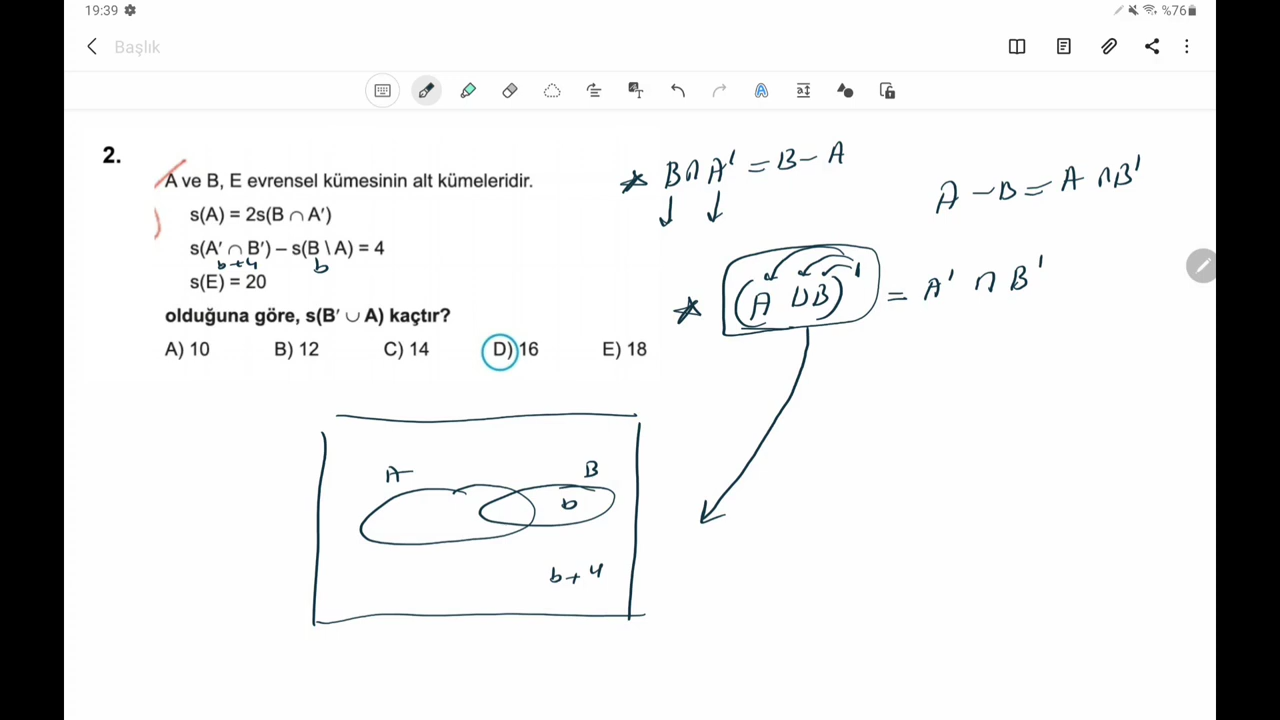 19:39 %76
Başlık
2.
A ve B, E evrensel kümesinin alt kümeleridir.
s(A) = 2s(B ∩ A')
s(A' ∩ B') – s(B \ A) = 4
b+4 b
s(E) = 20
olduğuna göre, s(B' ∪ A) kaçtır?
A) 10 B) 12 C) 14 D) 16 E) 18
B∩A' = B – A
A – B = A ∩B'
(A ∪B)' = A' ∩ B'
A B
b
b+4